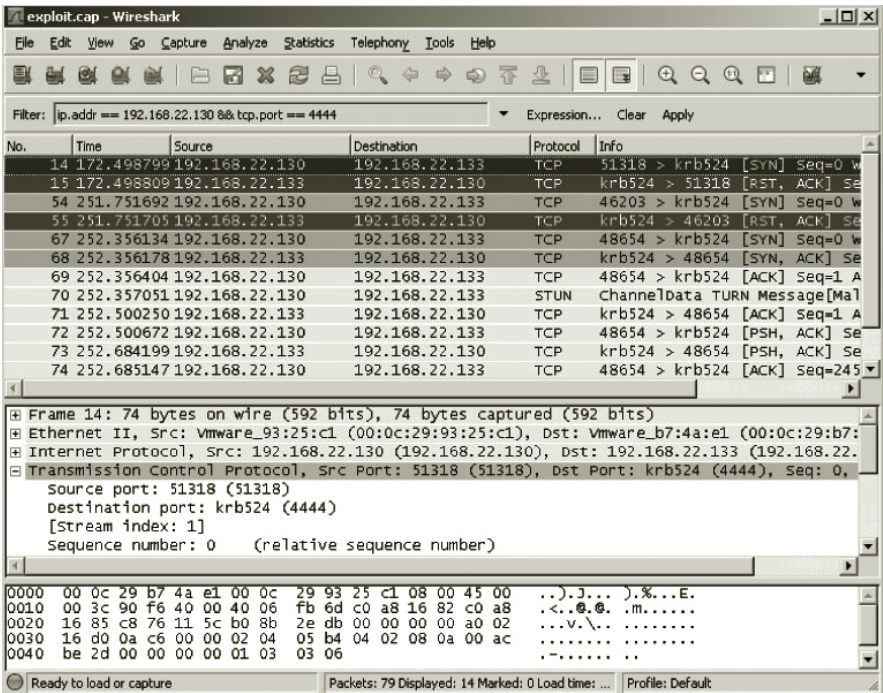 exploit.cap - Wireshark
File Edit View Go Capture Analyze Statistics Telephony Tools Help
Filter: ip.addr == 192.168.22.130 && tcp.port == 4444 Expression... Clear Apply
No. Time Source Destination Protocol Info
14 172.498799 192.168.22.130 192.168.22.133 TCP 51318 > krb524 [SYN] Seq=0 W
15 172.498809 192.168.22.133 192.168.22.130 TCP krb524 > 51318 [RST, ACK] Se
54 251.751692 192.168.22.130 192.168.22.133 TCP 46203 > krb524 [SYN] Seq=0 W
55 251.751705 192.168.22.133 192.168.22.130 TCP krb524 > 46203 [RST, ACK] Se
67 252.356134 192.168.22.130 192.168.22.133 TCP 48654 > krb524 [SYN] Seq=0 W
68 252.356178 192.168.22.133 192.168.22.130 TCP krb524 > 48654 [SYN, ACK] Se
69 252.356404 192.168.22.130 192.168.22.133 TCP 48654 > krb524 [ACK] Seq=1 A
70 252.357051 192.168.22.130 192.168.22.133 STUN ChannelData TURN Message[Mal
71 252.500250 192.168.22.133 192.168.22.130 TCP krb524 > 48654 [ACK] Seq=1 A
72 252.500672 192.168.22.130 192.168.22.133 TCP 48654 > krb524 [PSH, ACK] Se
73 252.684199 192.168.22.133 192.168.22.130 TCP krb524 > 48654 [PSH, ACK] Se
74 252.685147 192.168.22.130 192.168.22.133 TCP 48654 > krb524 [ACK] Seq=245
Frame 14: 74 bytes on wire (592 bits), 74 bytes captured (592 bits)
Ethernet II, Src: Vmware_93:25:c1 (00:0c:29:93:25:c1), Dst: Vmware_b7:4a:e1 (00:0c:29:b7:
Internet Protocol, Src: 192.168.22.130 (192.168.22.130), Dst: 192.168.22.133 (192.168.22.
Transmission Control Protocol, Src Port: 51318 (51318), Dst Port: krb524 (4444), Seq: 0,
Source port: 51318 (51318)
Destination port: krb524 (4444)
[Stream index: 1]
Sequence number: 0 (relative sequence number)
0000 00 0c 29 b7 4a e1 00 0c 29 93 25 c1 08 00 45 00 ..).J... ).%...E.
0010 00 3c 90 f6 40 00 40 06 fb 6d c0 a8 16 82 c0 a8 .<..@.@. .m......
0020 16 85 c8 76 11 5c b0 8b 2e db 00 00 00 00 a0 02 ...v.\.. ........
0030 16 d0 0a c6 00 00 02 04 05 b4 04 02 08 0a 00 ac ........ ........
0040 be 2d 00 00 00 00 01 03 03 06 .-...... ..
Ready to load or capture Packets: 79 Displayed: 14 Marked: 0 Load time: ... Profile: Default